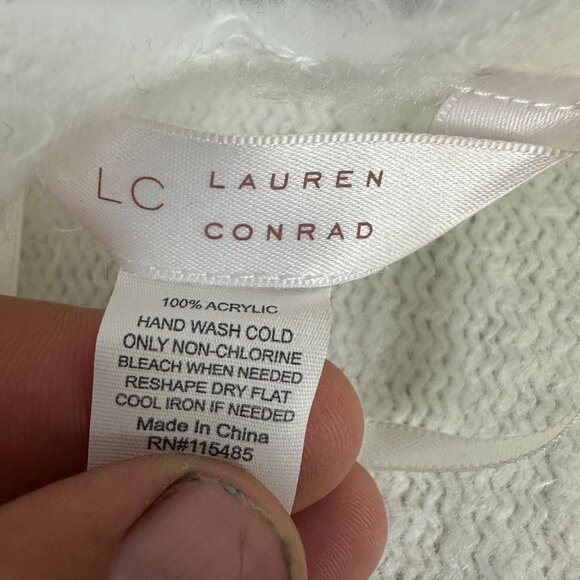 LC LAUREN
CONRAD
100% ACRYLIC
HAND WASH COLD
ONLY NON-CHLORINE
BLEACH WHEN NEEDED
RESHAPE DRY FLAT
COOL IRON IF NEEDED
Made In China
RN#115485